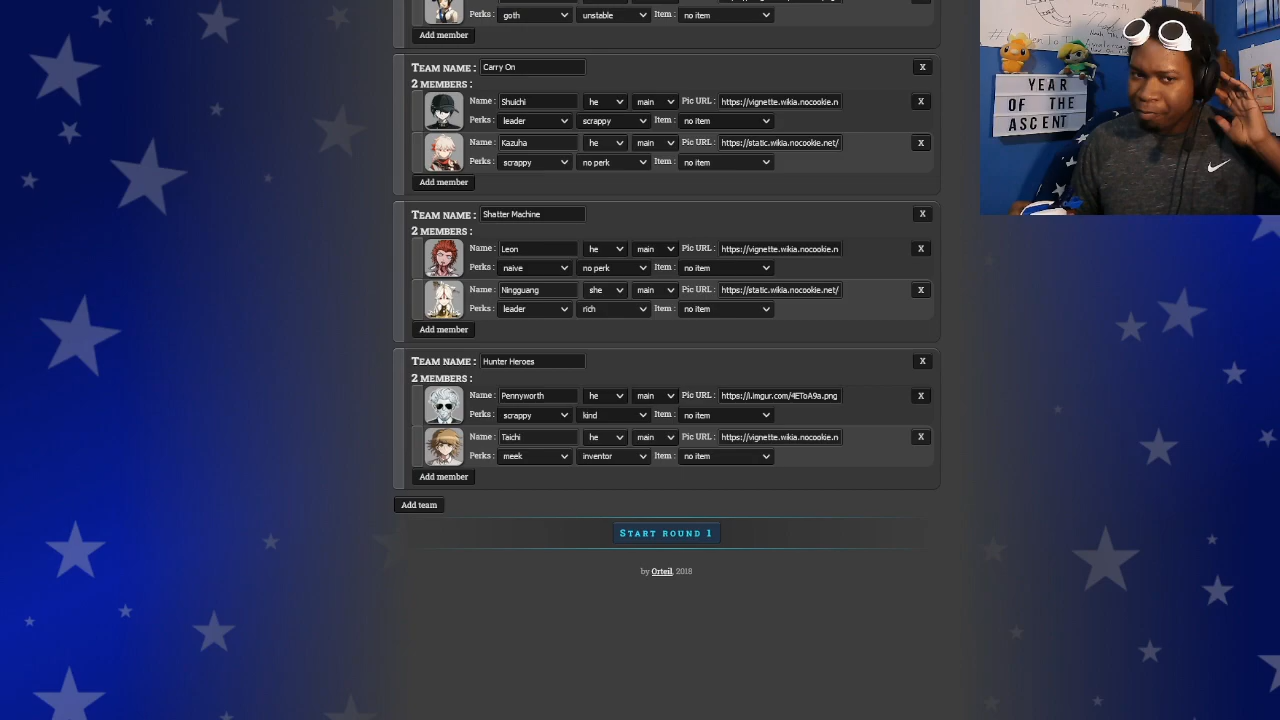 Perks : goth unstable Item : no item
Add member
TEAM NAME : Carry On X
2 MEMBERS :
Name : Shuichi he main Pic URL : https://vignette.wikia.nocookie.n X
Perks : leader scrappy Item : no item
Name : Kazuha he main Pic URL : https://static.wikia.nocookie.net/ X
Perks : scrappy no perk Item : no item
Add member
TEAM NAME : Shatter Machine X
2 MEMBERS :
Name : Leon he main Pic URL : https://vignette.wikia.nocookie.n X
Perks : naive no perk Item : no item
Name : Ningguang she main Pic URL : https://static.wikia.nocookie.net/ X
Perks : leader rich Item : no item
Add member
TEAM NAME : Hunter Heroes X
2 MEMBERS :
Name : Pennyworth he main Pic URL : https://i.imgur.com/4EToA9a.png X
Perks : scrappy kind Item : no item
Name : Taichi he main Pic URL : https://vignette.wikia.nocookie.n X
Perks : meek inventor Item : no item
Add member
Add team
START ROUND 1
by Orteil, 2018
YEAR
OF THE
ASCENT